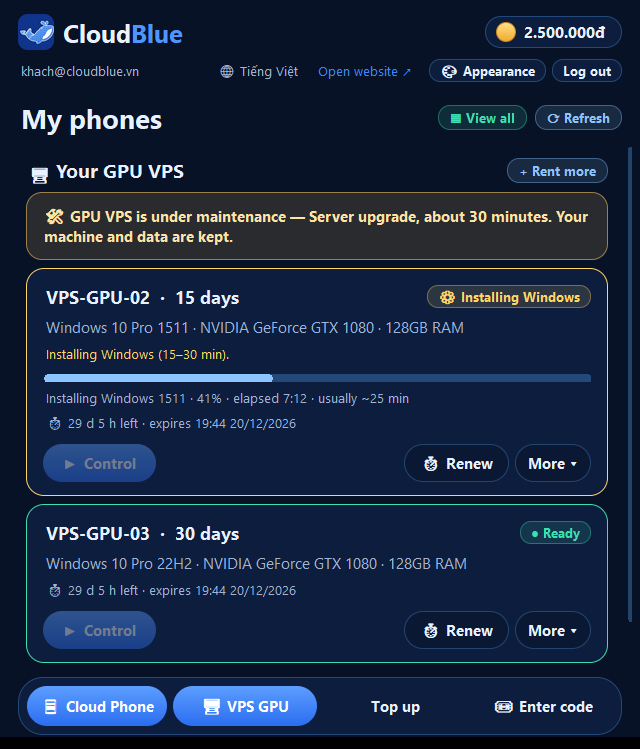 CloudBlue
2.500.000đ
khach@cloudblue.vn
Tiếng Việt
Open website ↗
Appearance
Log out
My phones
View all
Refresh
Your GPU VPS
+ Rent more
GPU VPS is under maintenance — Server upgrade, about 30 minutes. Your
machine and data are kept.
VPS-GPU-02 · 15 days
Installing Windows
Windows 10 Pro 1511 · NVIDIA GeForce GTX 1080 · 128GB RAM
Installing Windows (15–30 min).
Installing Windows 1511 · 41% · elapsed 7:12 · usually ~25 min
29 d 5 h left · expires 19:44 20/12/2026
► Control
Renew
More ▾
VPS-GPU-03 · 30 days
● Ready
Windows 10 Pro 22H2 · NVIDIA GeForce GTX 1080 · 128GB RAM
29 d 5 h left · expires 19:44 20/12/2026
► Control
Renew
More ▾
Cloud Phone
VPS GPU
Top up
Enter code